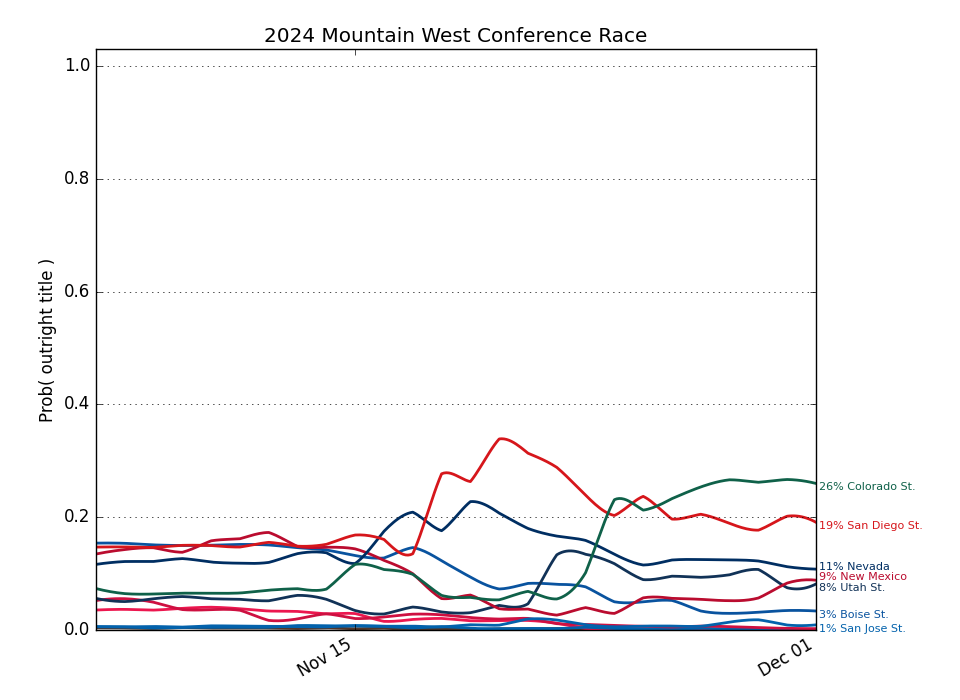 2024 Mountain West Conference Race
Prob( outright title )
1.0
0.8
0.6
0.4
0.2
0.0
Nov 15
Dec 01
26% Colorado St.
19% San Diego St.
11% Nevada
9% New Mexico
8% Utah St.
3% Boise St.
1% San Jose St.